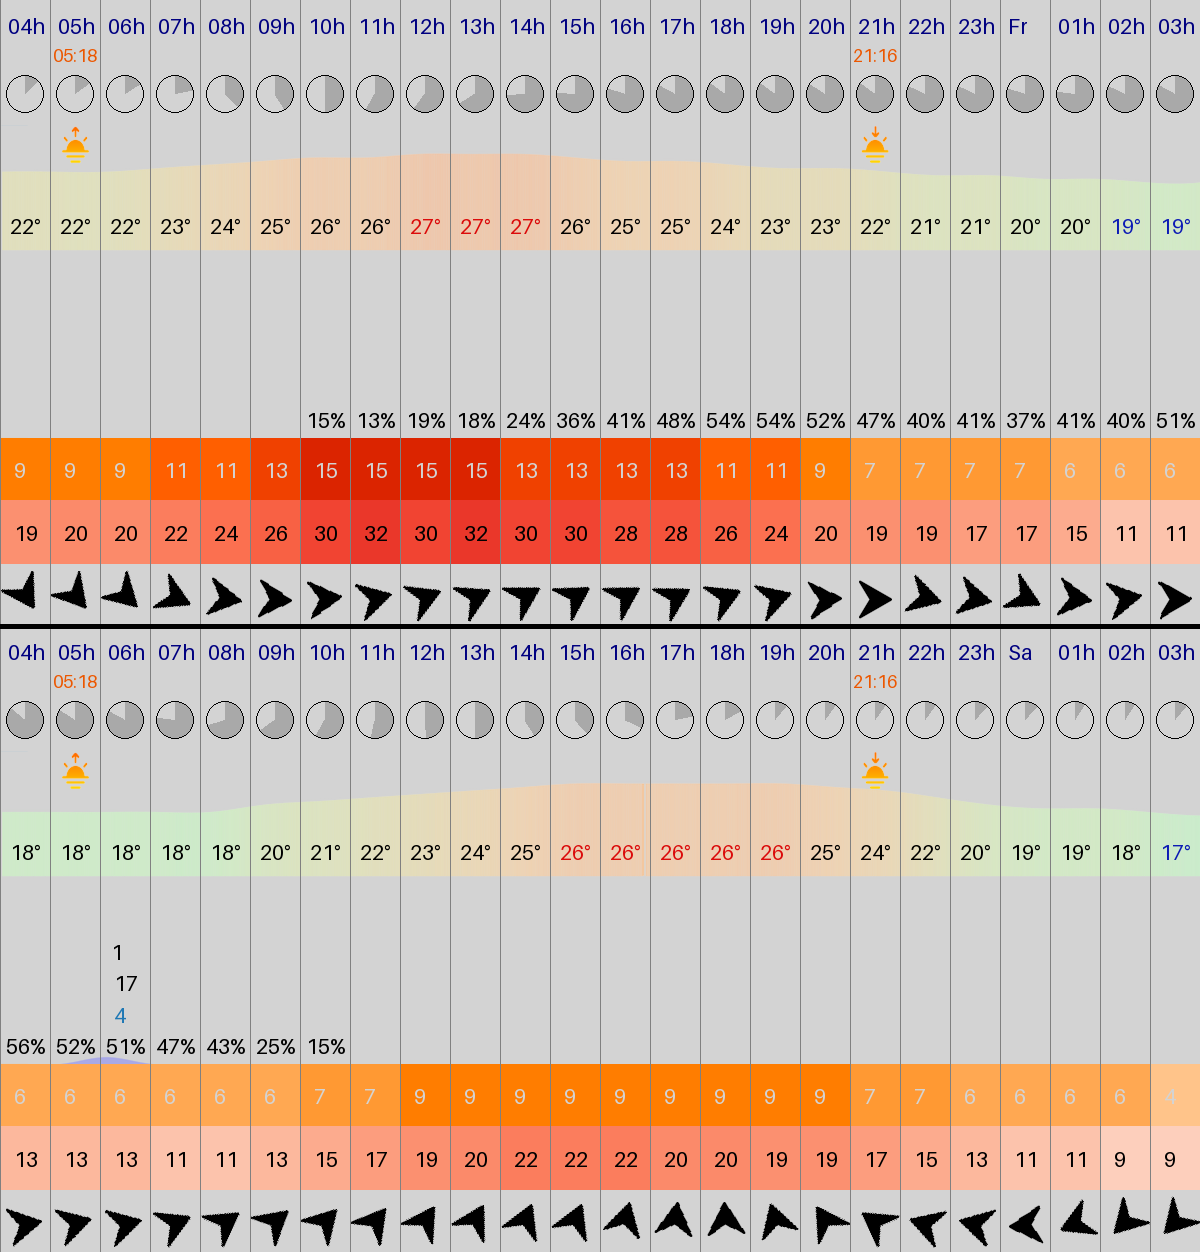 04h 05h 06h 07h 08h 09h 10h 11h 12h 13h 14h 15h 16h 17h 18h 19h 20h 21h 22h 23h Fr 01h 02h 03h
05:18 21:16
22° 22° 22° 23° 24° 25° 26° 26° 27° 27° 27° 26° 25° 25° 24° 23° 23° 22° 21° 21° 20° 20° 19° 19°
15% 13% 19% 18% 24% 36% 41% 48% 54% 54% 52% 47% 40% 41% 37% 41% 40% 51%
9 9 9 11 11 13 15 15 15 15 13 13 13 13 11 11 9 7 7 7 7 6 6 6
19 20 20 22 24 26 30 32 30 32 30 30 28 28 26 24 20 19 19 17 17 15 11 11
04h 05h 06h 07h 08h 09h 10h 11h 12h 13h 14h 15h 16h 17h 18h 19h 20h 21h 22h 23h Sa 01h 02h 03h
05:18 21:16
18° 18° 18° 18° 18° 20° 21° 22° 23° 24° 25° 26° 26° 26° 26° 26° 25° 24° 22° 20° 19° 19° 18° 17°
1
17
4
56% 52% 51% 47% 43% 25% 15%
6 6 6 6 6 6 7 7 9 9 9 9 9 9 9 9 9 7 7 6 6 6 6 4
13 13 13 11 11 13 15 17 19 20 22 22 22 20 20 19 19 17 15 13 11 11 9 9